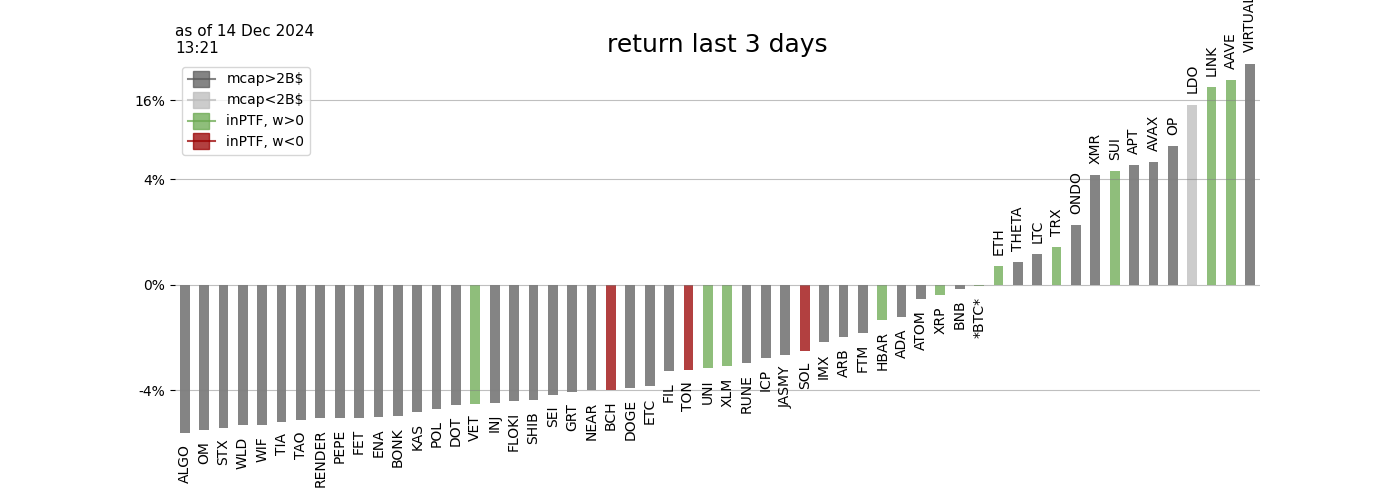 as of 14 Dec 2024
13:21
return last 3 days
mcap>2B$
mcap<2B$
inPTF, w>0
inPTF, w<0
16%
4%
0%
-4%
ALGO
OM
STX
WLD
WIF
TIA
TAO
RENDER
PEPE
FET
ENA
BONK
KAS
POL
DOT
VET
INJ
FLOKI
SHIB
SEI
GRT
NEAR
BCH
DOGE
ETC
FIL
TON
UNI
XLM
RUNE
ICP
JASMY
SOL
IMX
ARB
FTM
HBAR
ADA
ATOM
XRP
BNB
*BTC*
ETH
THETA
LTC
TRX
ONDO
XMR
SUI
APT
AVAX
OP
LDO
LINK
AAVE
VIRTUAL